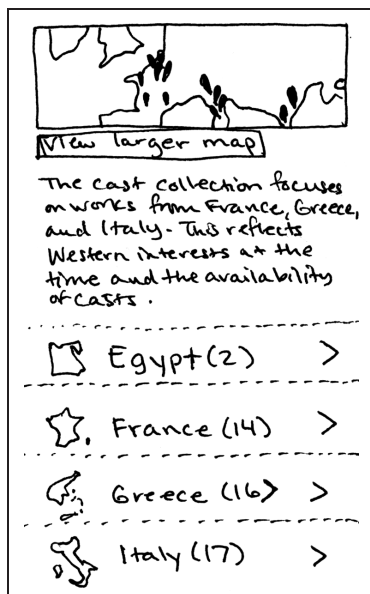 View larger map
The cast collection focuses
on works from France, Greece,
and Italy. This reflects
Western interests at the
time and the availability
of casts.
Egypt (2) >
France (14) >
Greece (16) >
Italy (17) >